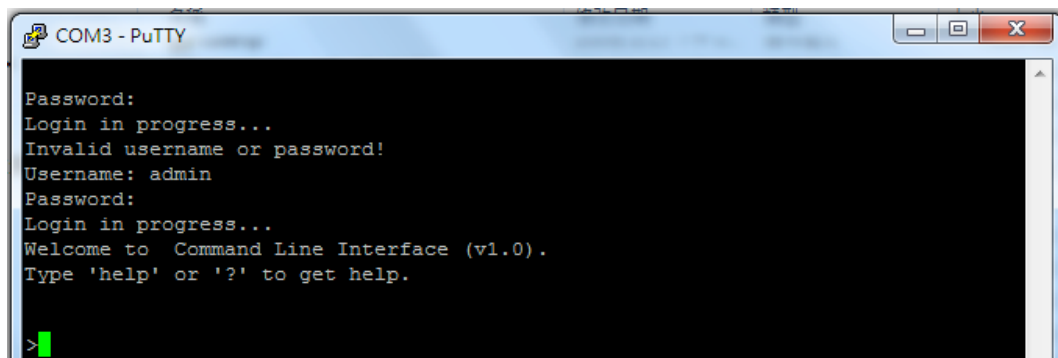 COM3 - PuTTY
Password:
Login in progress...
Invalid username or password!
Username: admin
Password:
Login in progress...
Welcome to  Command Line Interface (v1.0).
Type 'help' or '?' to get help.
>